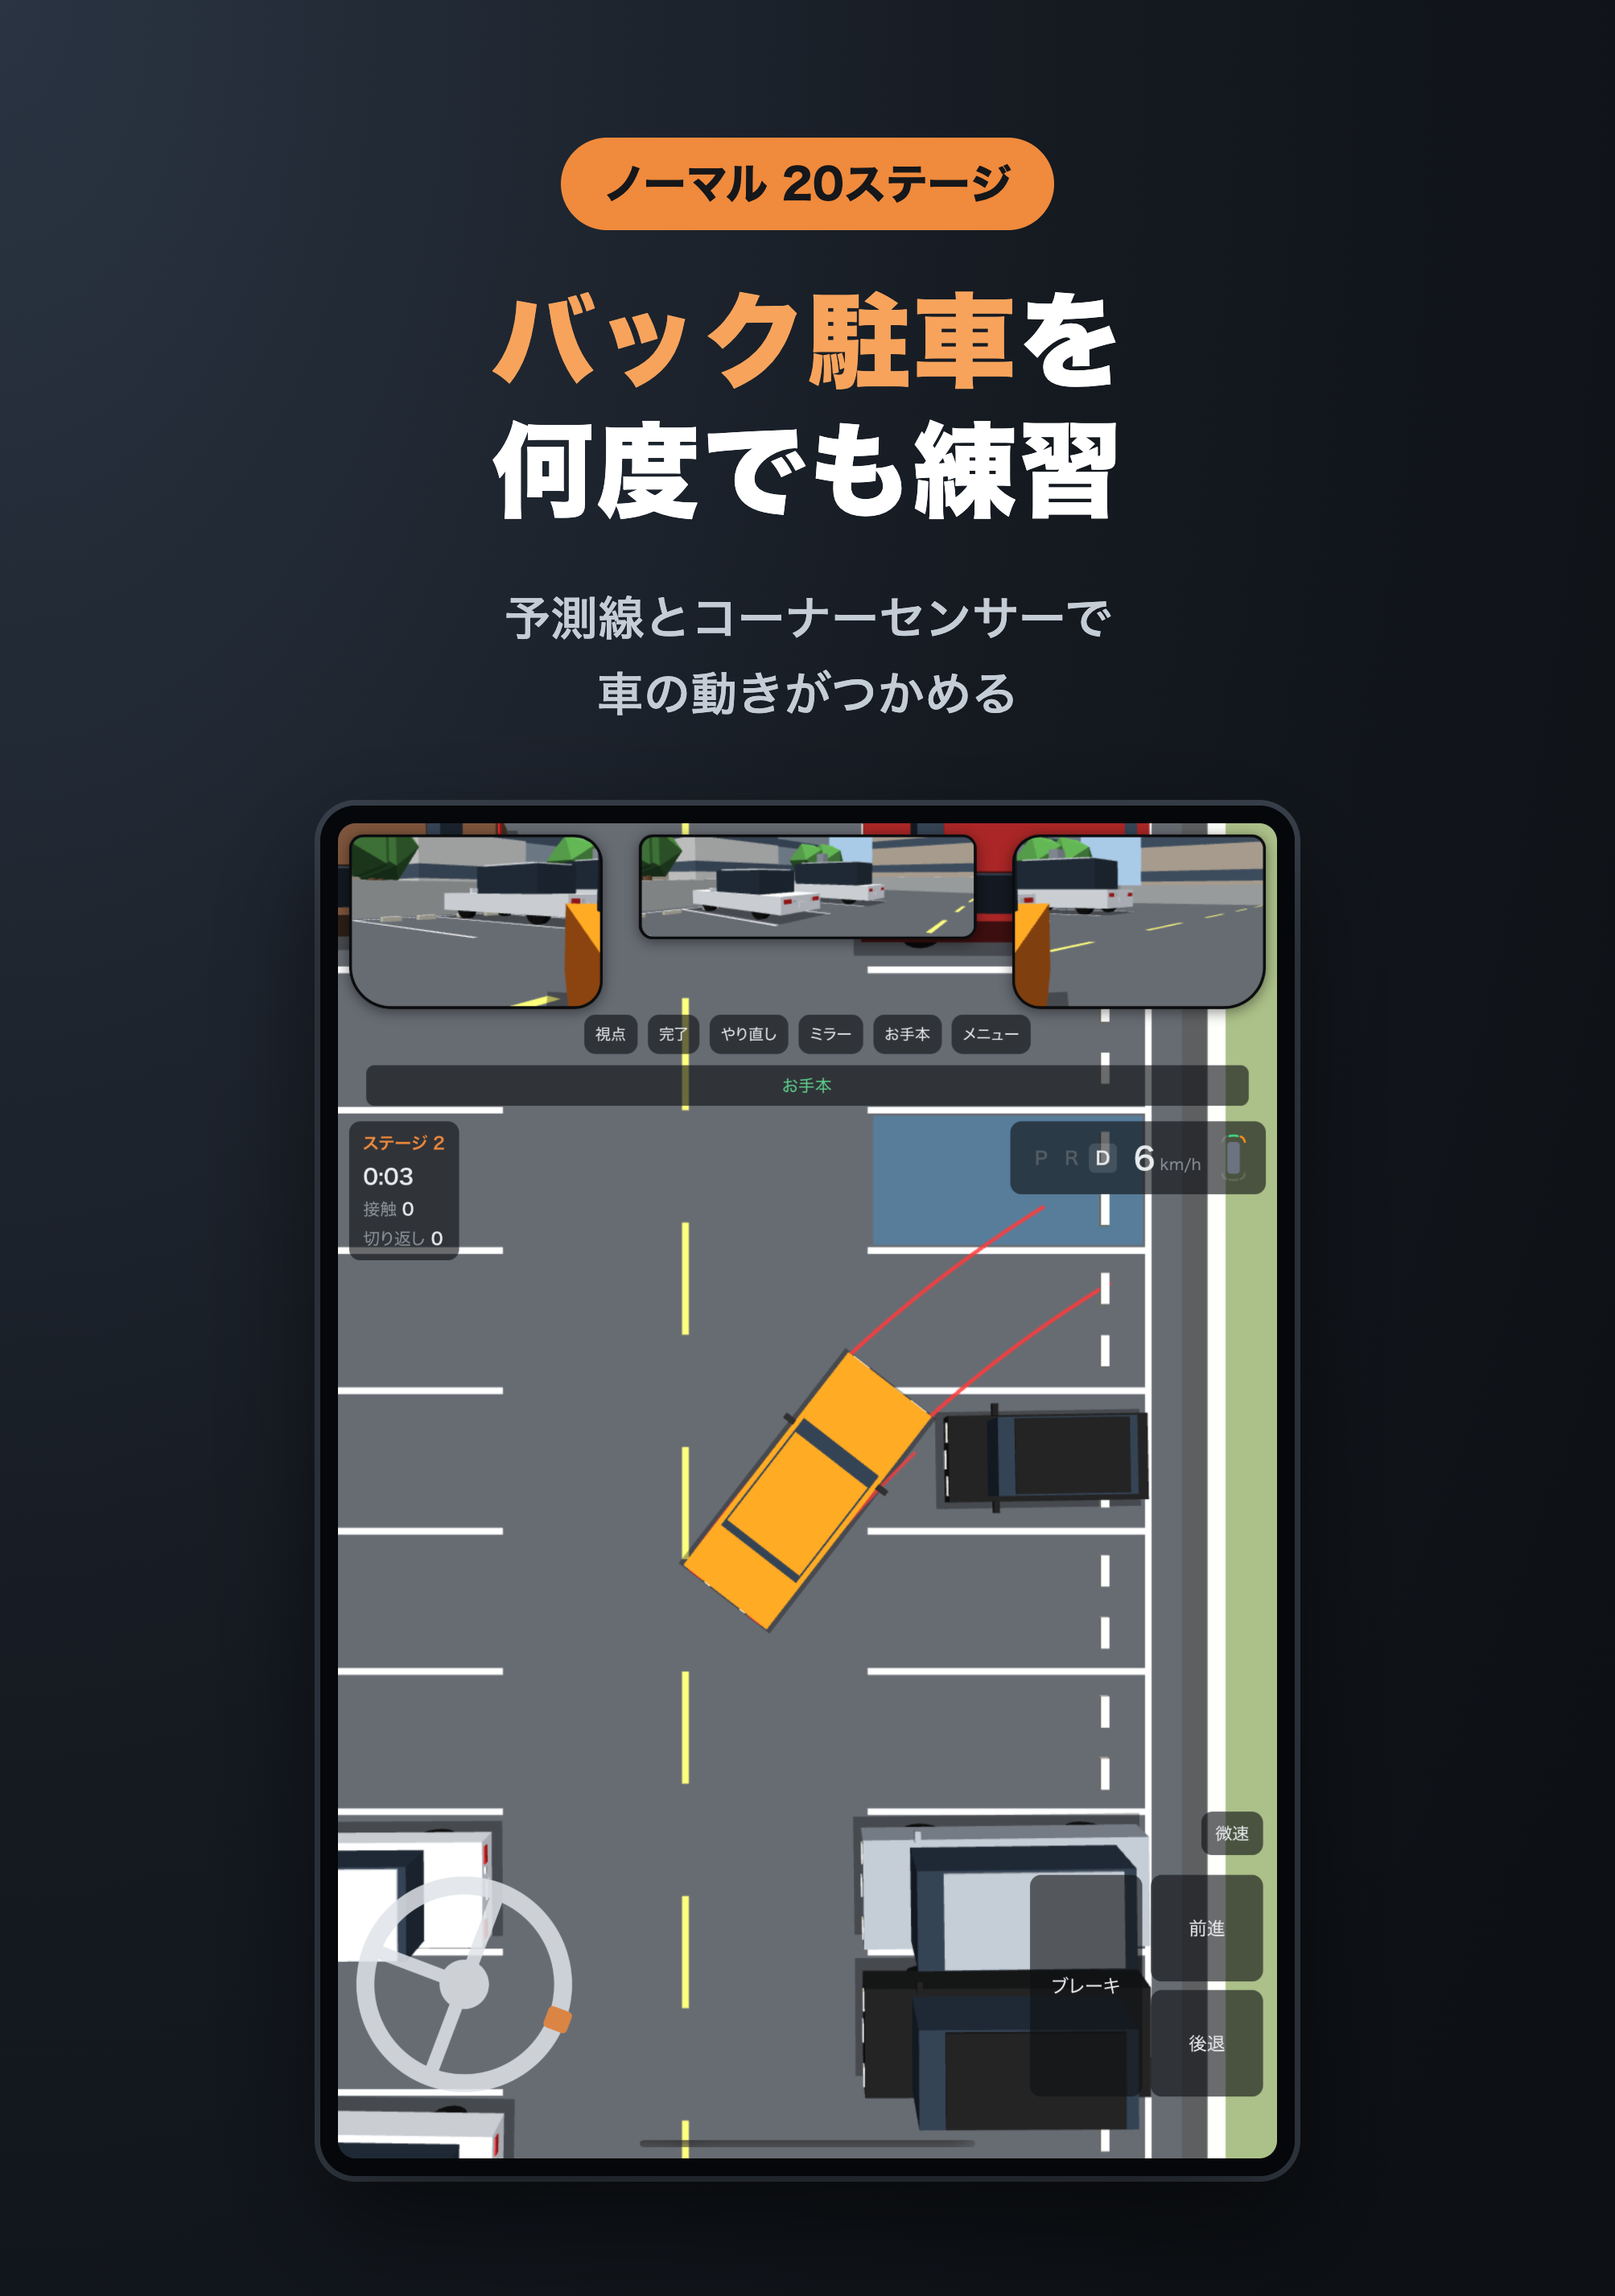 ノーマル 20ステージ
バック駐車を
何度でも練習
予測線とコーナーセンサーで
車の動きがつかめる
視点 完了 やり直し ミラー お手本 メニュー
お手本
ステージ 2
0:03
接触 0
切り返し 0
P R D 6 km/h
微速
前進
ブレーキ
後退